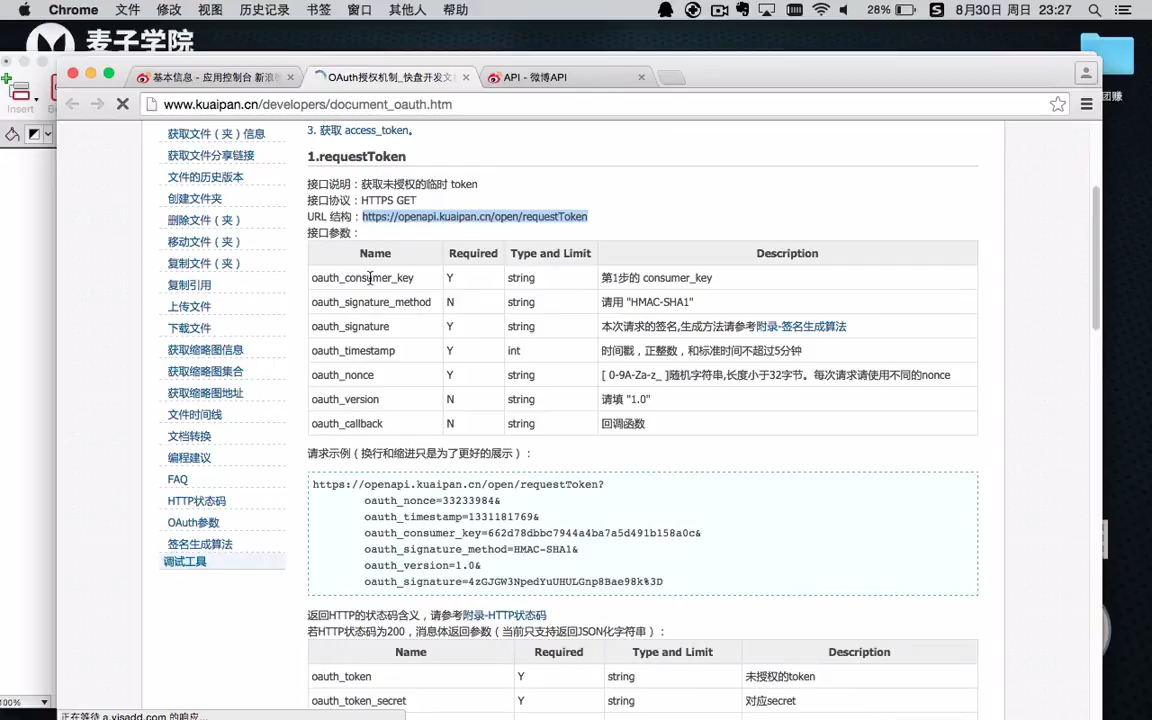 Chrome 文件 修改 视图 历史记录 书签 窗口 其他人 帮助 28% 8月30日 周日 23:27
麦子学院
基本信息 - 应用控制台 新浪
OAuth授权机制_快盘开发文
API - 微博API
www.kuaipan.cn/developers/document_oauth.htm
Insert
团赚
100%
获取文件（夹）信息
获取文件分享链接
文件的历史版本
创建文件夹
删除文件（夹）
移动文件（夹）
复制文件（夹）
复制引用
上传文件
下载文件
获取缩略图信息
获取缩略图集合
获取缩略图地址
文件时间线
文档转换
编程建议
FAQ
HTTP状态码
OAuth参数
签名生成算法
调试工具
3. 获取 access_token。
1.requestToken
接口说明：获取未授权的临时 token
接口协议：HTTPS GET
URL 结构：https://openapi.kuaipan.cn/open/requestToken
接口参数：
Name Required Type and Limit Description
oauth_consumer_key Y string 第1步的 consumer_key
oauth_signature_method N string 请用 "HMAC-SHA1"
oauth_signature Y string 本次请求的签名,生成方法请参考附录-签名生成算法
oauth_timestamp Y int 时间戳，正整数，和标准时间不超过5分钟
oauth_nonce Y string [ 0-9A-Za-z_ ]随机字符串,长度小于32字节。每次请求请使用不同的nonce
oauth_version N string 请填 "1.0"
oauth_callback N string 回调函数
请求示例（换行和缩进只是为了更好的展示）：
https://openapi.kuaipan.cn/open/requestToken?
oauth_nonce=33233984&
oauth_timestamp=1331181769&
oauth_consumer_key=662d78dbbc7944a4ba7a5d491b158a0c&
oauth_signature_method=HMAC-SHA1&
oauth_version=1.0&
oauth_signature=4zGJGW3NpedYuUHULGnp8Bae98k%3D
返回HTTP的状态码含义，请参考附录-HTTP状态码
若HTTP状态码为200，消息体返回参数（当前只支持返回JSON化字符串）：
Name Required Type and Limit Description
oauth_token Y string 未授权的token
oauth_token_secret Y string 对应secret
正在等待 a.visadd.com 的响应...